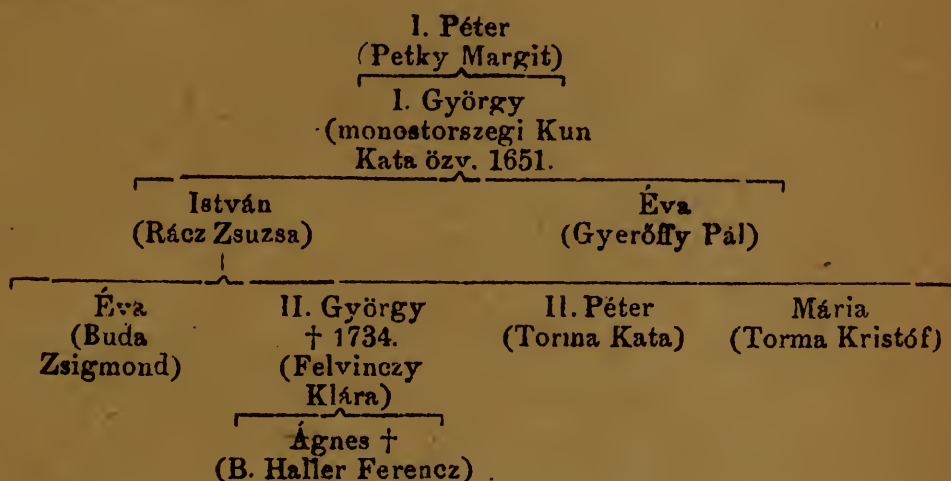 I. Péter
(Petky Margit)
I. György
(monostorszegi Kun
Kata özv. 1651.
István
(Rácz Zsuzsa)
Éva
(Gyerőffy Pál)
Éva
(Buda
Zsigmond)
II. György
† 1734.
(Felvinczy
Klára)
II. Péter
(Torma Kata)
Mária
(Torma Kristóf)
Ágnes †
(B. Haller Ferencz)